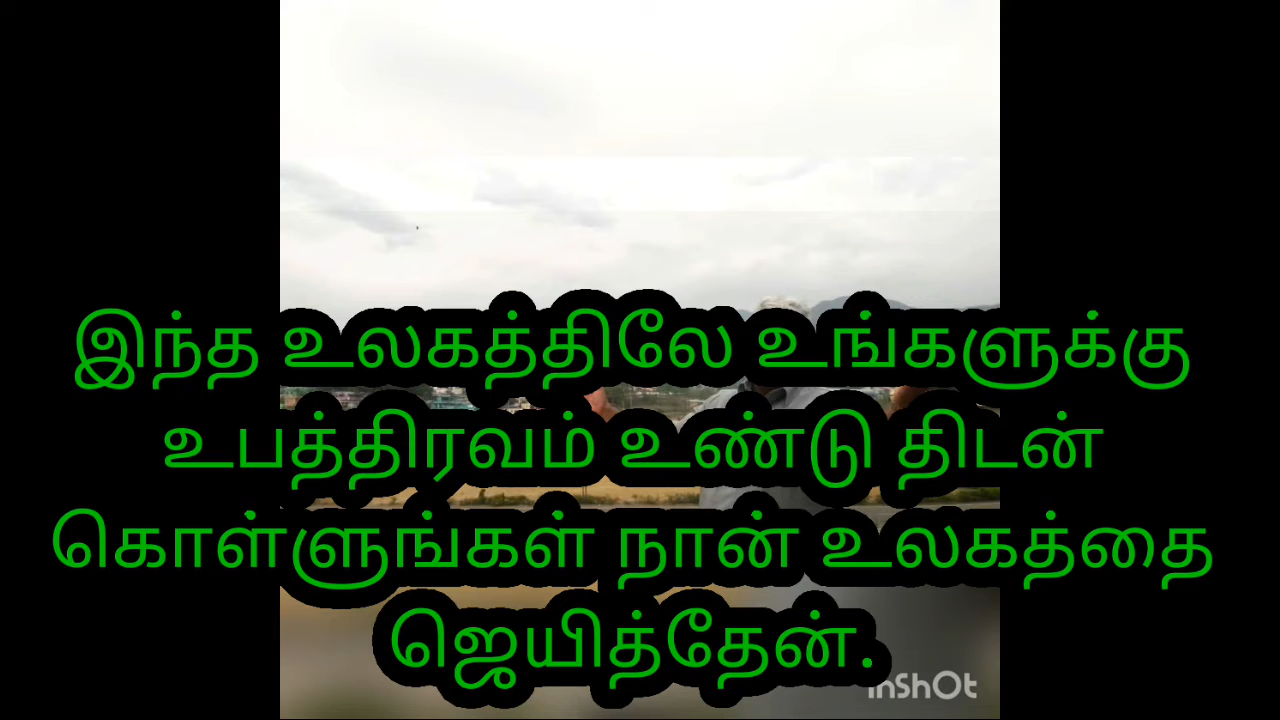 இந்த உலகத்திலே உங்களுக்கு
உபத்திரவம் உண்டு திடன்
கொள்ளுங்கள் நான் உலகத்தை
ஜெயித்தேன்.
InShOt